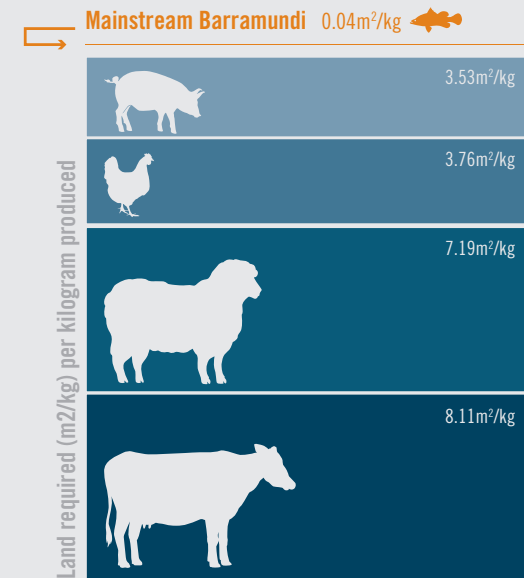 Mainstream Barramundi 0.04m²/kg
3.53m²/kg
3.76m²/kg
7.19m²/kg
8.11m²/kg
Land required (m2/kg) per kilogram produced